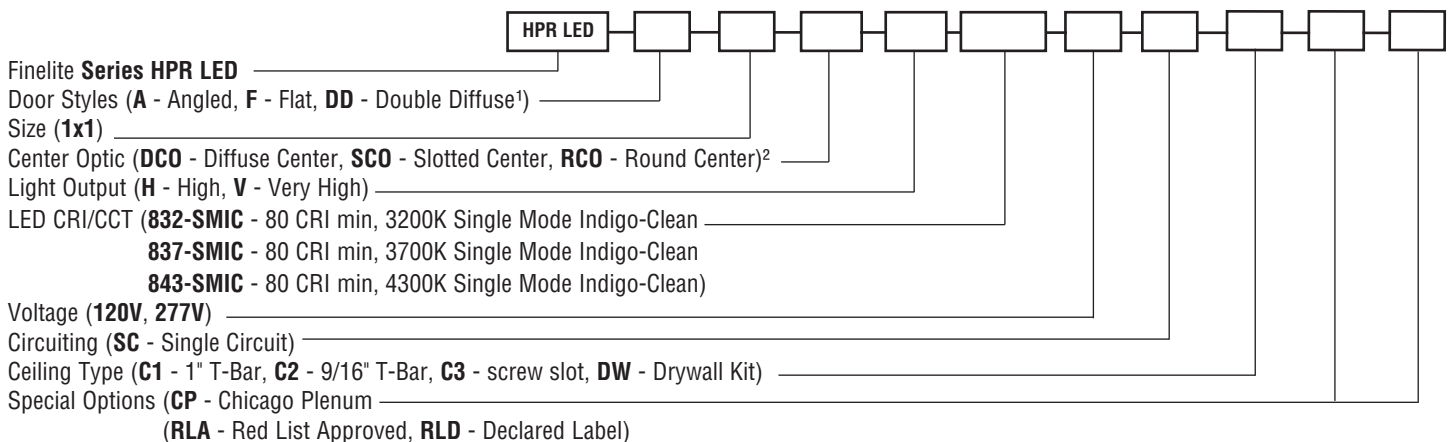 HPR LED
Finelite Series HPR LED
Door Styles (A - Angled, F - Flat, DD - Double Diffuse¹)
Size (1x1)
Center Optic (DCO - Diffuse Center, SCO - Slotted Center, RCO - Round Center)²
Light Output (H - High, V - Very High)
LED CRI/CCT (832-SMIC - 80 CRI min, 3200K Single Mode Indigo-Clean
837-SMIC - 80 CRI min, 3700K Single Mode Indigo-Clean
843-SMIC - 80 CRI min, 4300K Single Mode Indigo-Clean)
Voltage (120V, 277V)
Circuiting (SC - Single Circuit)
Ceiling Type (C1 - 1" T-Bar, C2 - 9/16" T-Bar, C3 - screw slot, DW - Drywall Kit)
Special Options (CP - Chicago Plenum
(RLA - Red List Approved, RLD - Declared Label)